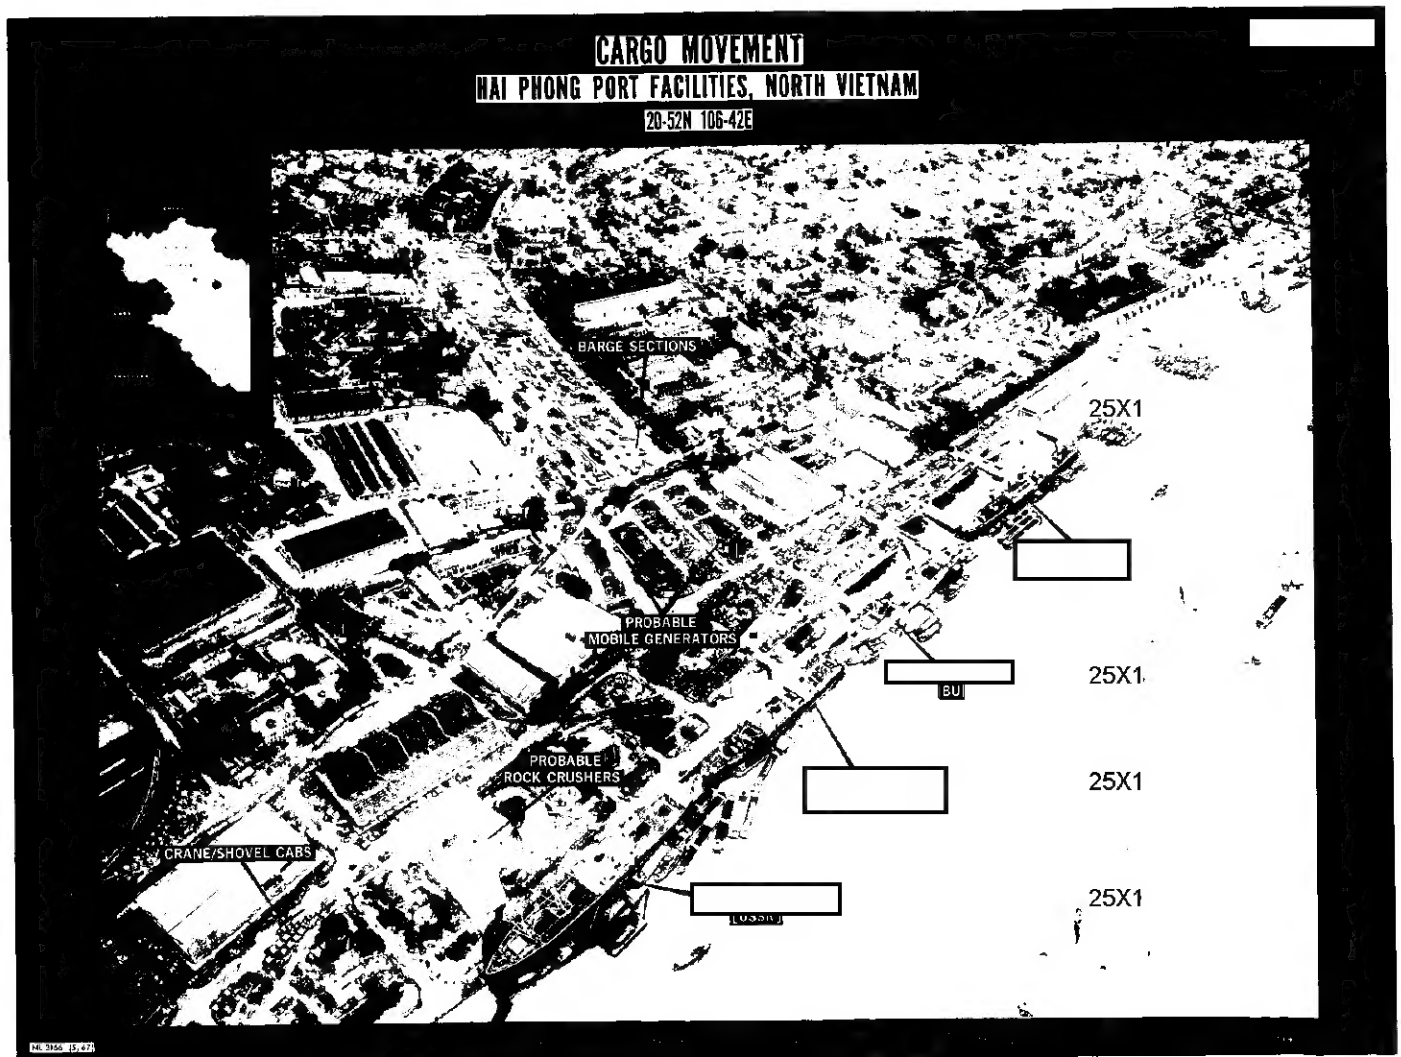 CARGO MOVEMENT
HAI PHONG PORT FACILITIES, NORTH VIETNAM
20-52N 106-42E
BARGE SECTIONS
25X1
PROBABLE
MOBILE GENERATORS
25X1
BU
PROBABLE
ROCK CRUSHERS
25X1
CRANE/SHOVEL CABS
25X1
(USSR)